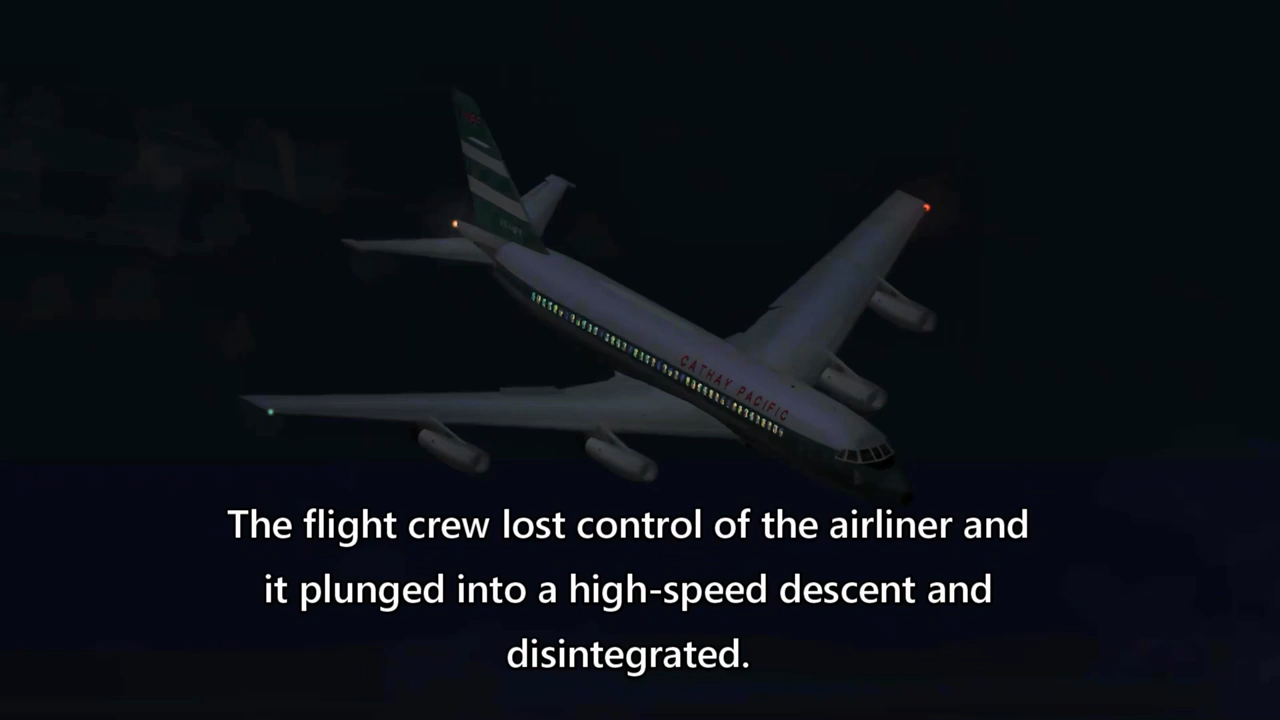 CATHAY PACIFIC
The flight crew lost control of the airliner and
it plunged into a high-speed descent and
disintegrated.